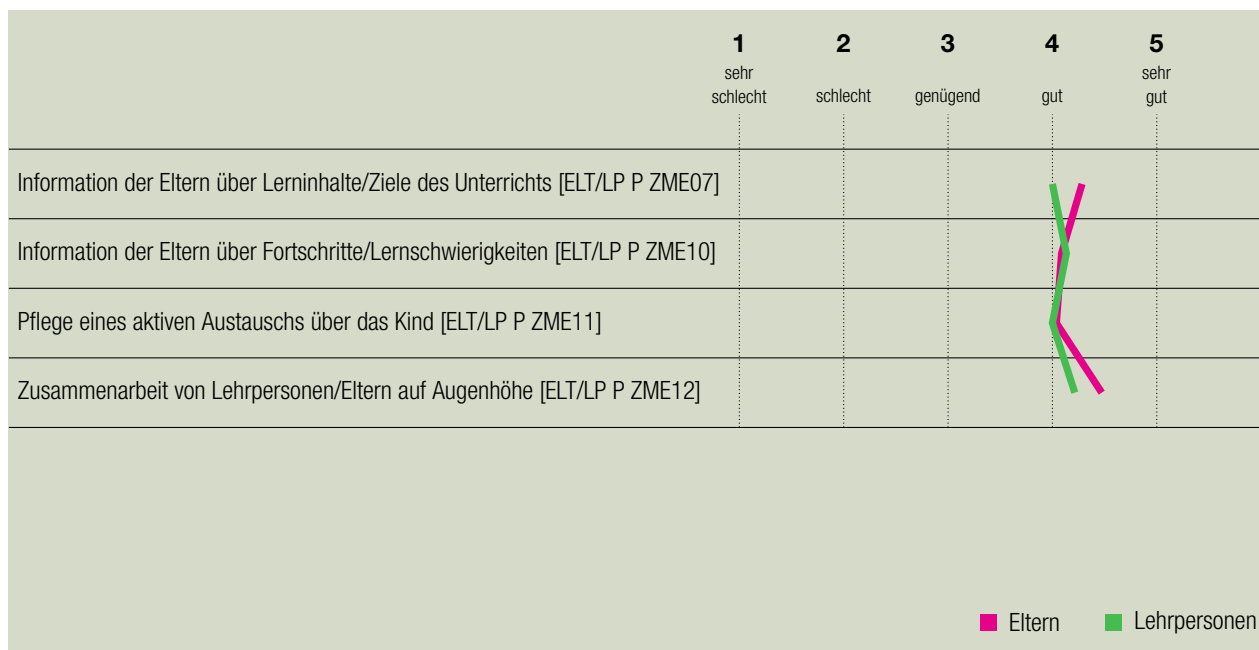 1 2 3 4 5
sehr schlecht schlecht genügend gut sehr gut
Information der Eltern über Lerninhalte/Ziele des Unterrichts [ELT/LP P ZME07]
Information der Eltern über Fortschritte/Lernschwierigkeiten [ELT/LP P ZME10]
Pflege eines aktiven Austauschs über das Kind [ELT/LP P ZME11]
Zusammenarbeit von Lehrpersonen/Eltern auf Augenhöhe [ELT/LP P ZME12]
Eltern Lehrpersonen